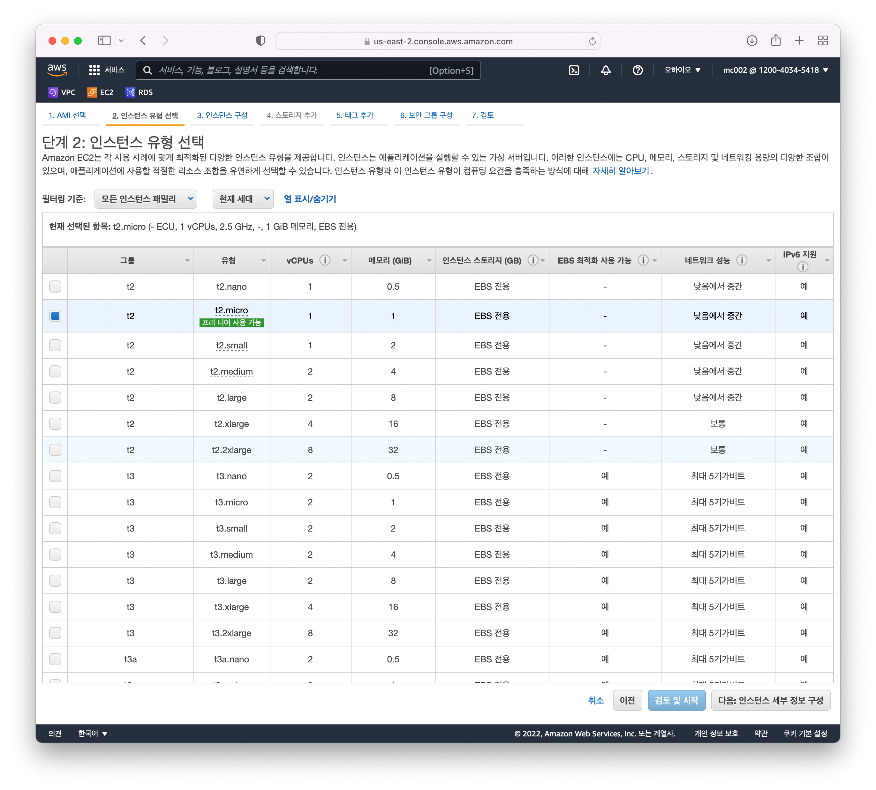 us-east-2.console.aws.amazon.com
aws 서비스 서비스, 기능, 블로그, 설명서 등을 검색합니다. [Option+S] 오하이오 ▼ mc002 @ 1200-4034-5418 ▼
VPC EC2 RDS
1. AMI 선택 2. 인스턴스 유형 선택 3. 인스턴스 구성 4. 스토리지 추가 5. 태그 추가 6. 보안 그룹 구성 7. 검토
단계 2: 인스턴스 유형 선택
Amazon EC2는 각 사용 사례에 맞게 최적화된 다양한 인스턴스 유형을 제공합니다. 인스턴스는 애플리케이션을 실행할 수 있는 가상 서버입니다. 이러한 인스턴스에는 CPU, 메모리, 스토리지 및 네트워킹 용량의 다양한 조합이
있으며, 애플리케이션에 사용할 적절한 리소스 조합을 유연하게 선택할 수 있습니다. 인스턴스 유형과 이 인스턴스 유형이 컴퓨팅 요건을 충족하는 방식에 대해 자세히 알아보기 .
필터링 기준: 모든 인스턴스 패밀리 현재 세대 열 표시/숨기기
현재 선택된 항목: t2.micro (- ECU, 1 vCPUs, 2.5 GHz, -, 1 GiB 메모리, EBS 전용)
그룹 유형 vCPUs 메모리 (GiB) 인스턴스 스토리지 (GB) EBS 최적화 사용 가능 네트워크 성능 IPv6 지원
t2 t2.nano 1 0.5 EBS 전용 - 낮음에서 중간 예
t2 t2.micro 1 1 EBS 전용 - 낮음에서 중간 예
프리 티어 사용 가능
t2 t2.small 1 2 EBS 전용 - 낮음에서 중간 예
t2 t2.medium 2 4 EBS 전용 - 낮음에서 중간 예
t2 t2.large 2 8 EBS 전용 - 낮음에서 중간 예
t2 t2.xlarge 4 16 EBS 전용 - 보통 예
t2 t2.2xlarge 8 32 EBS 전용 - 보통 예
t3 t3.nano 2 0.5 EBS 전용 예 최대 5기가비트 예
t3 t3.micro 2 1 EBS 전용 예 최대 5기가비트 예
t3 t3.small 2 2 EBS 전용 예 최대 5기가비트 예
t3 t3.medium 2 4 EBS 전용 예 최대 5기가비트 예
t3 t3.large 2 8 EBS 전용 예 최대 5기가비트 예
t3 t3.xlarge 4 16 EBS 전용 예 최대 5기가비트 예
t3 t3.2xlarge 8 32 EBS 전용 예 최대 5기가비트 예
t3a t3a.nano 2 0.5 EBS 전용 예 최대 5기가비트 예
취소 이전 검토 및 시작 다음: 인스턴스 세부 정보 구성
의견 한국어 ▼ © 2022, Amazon Web Services, Inc. 또는 계열사. 개인 정보 보호 약관 쿠키 기본 설정